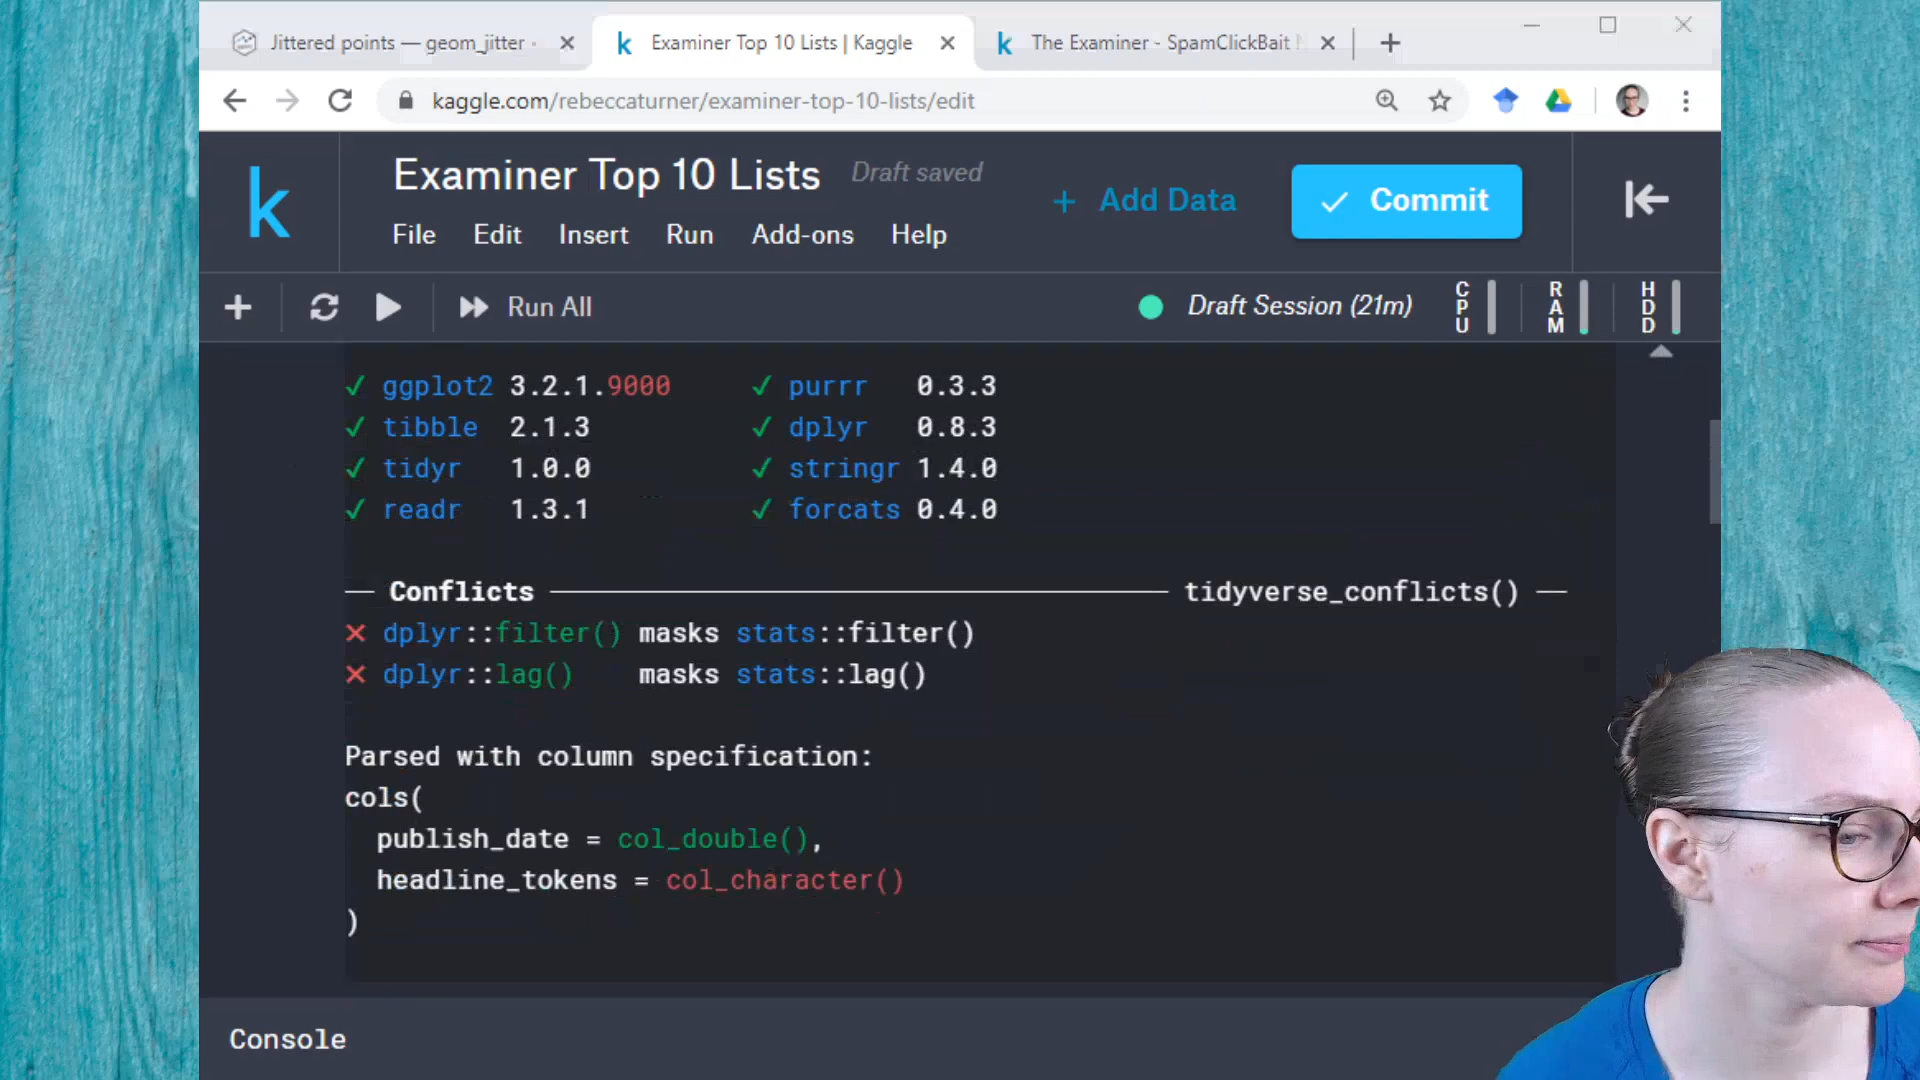 Jittered points — geom_jitter
Examiner Top 10 Lists | Kaggle
The Examiner - SpamClickBait
kaggle.com/rebeccaturner/examiner-top-10-lists/edit
k
Examiner Top 10 Lists Draft saved
+ Add Data
✓ Commit
File Edit Insert Run Add-ons Help
Run All
Draft Session (21m)
CPU
RAM
HDD
✓ ggplot2 3.2.1.9000 ✓ purrr 0.3.3
✓ tibble 2.1.3 ✓ dplyr 0.8.3
✓ tidyr 1.0.0 ✓ stringr 1.4.0
✓ readr 1.3.1 ✓ forcats 0.4.0
── Conflicts ────────── tidyverse_conflicts() ──
✕ dplyr::filter() masks stats::filter()
✕ dplyr::lag() masks stats::lag()
Parsed with column specification:
cols(
publish_date = col_double(),
headline_tokens = col_character()
)
Console